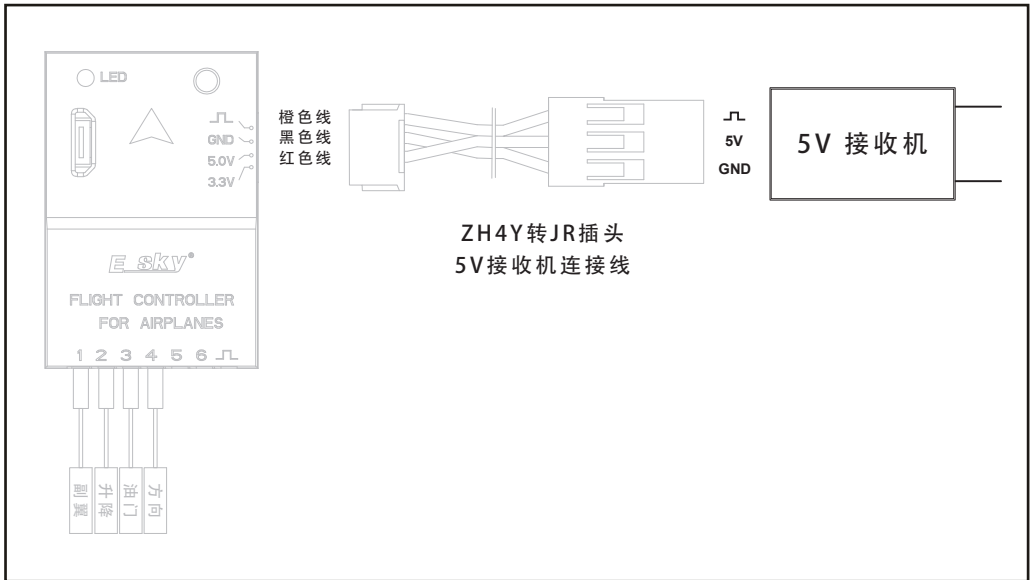 LED
GND
5.0V
3.3V
橙色线
黑色线
红色线
5V
GND
5V 接收机
ZH4Y转JR插头
5V接收机连接线
E sky®
FLIGHT CONTROLLER
FOR AIRPLANES
1 2 3 4 5 6
副翼
升降
油门
方向